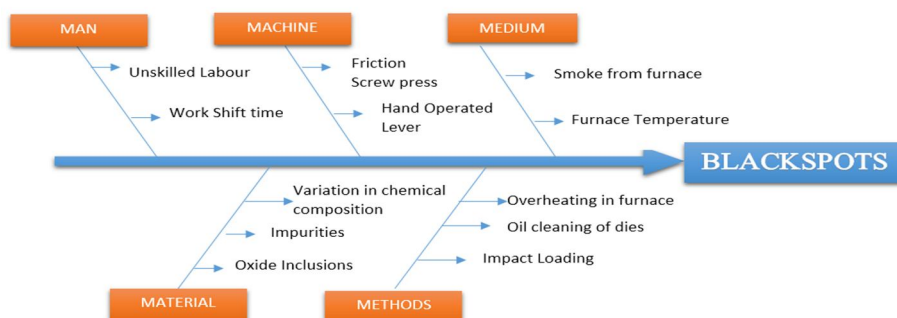 MAN
MACHINE
MEDIUM
Unskilled Labour
Work Shift time
Friction
Screw press
Hand Operated
Lever
Smoke from furnace
Furnace Temperature
BLACKSPOTS
Variation in chemical
composition
Impurities
Oxide Inclusions
Overheating in furnace
Oil cleaning of dies
Impact Loading
MATERIAL
METHODS